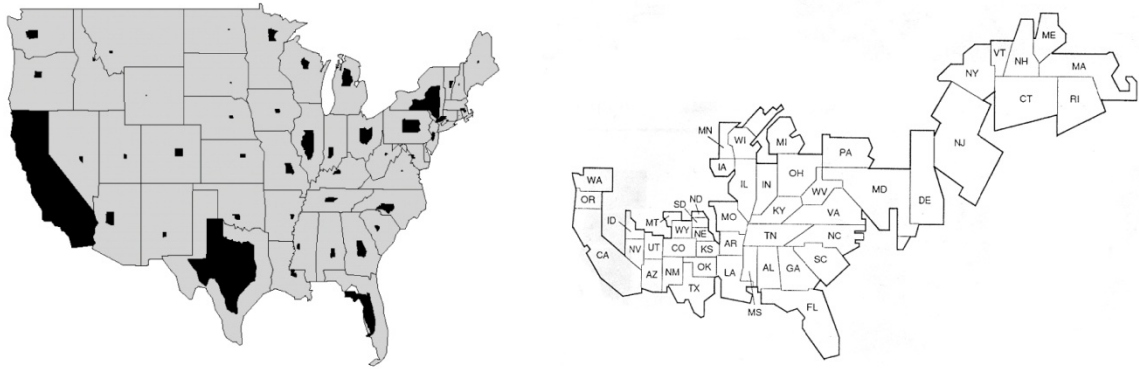 ME
VT
NH
MA
NY
CT
RI
MN
WI
MI
PA
NJ
IA
OH
IL
IN
WV
MD
WA
DE
OR
ND
SD
KY
VA
ID
MT
MO
WY
NE
TN
NC
CA
NV
UT
CO
KS
AR
SC
AZ
NM
OK
LA
AL
GA
TX
FL
MS